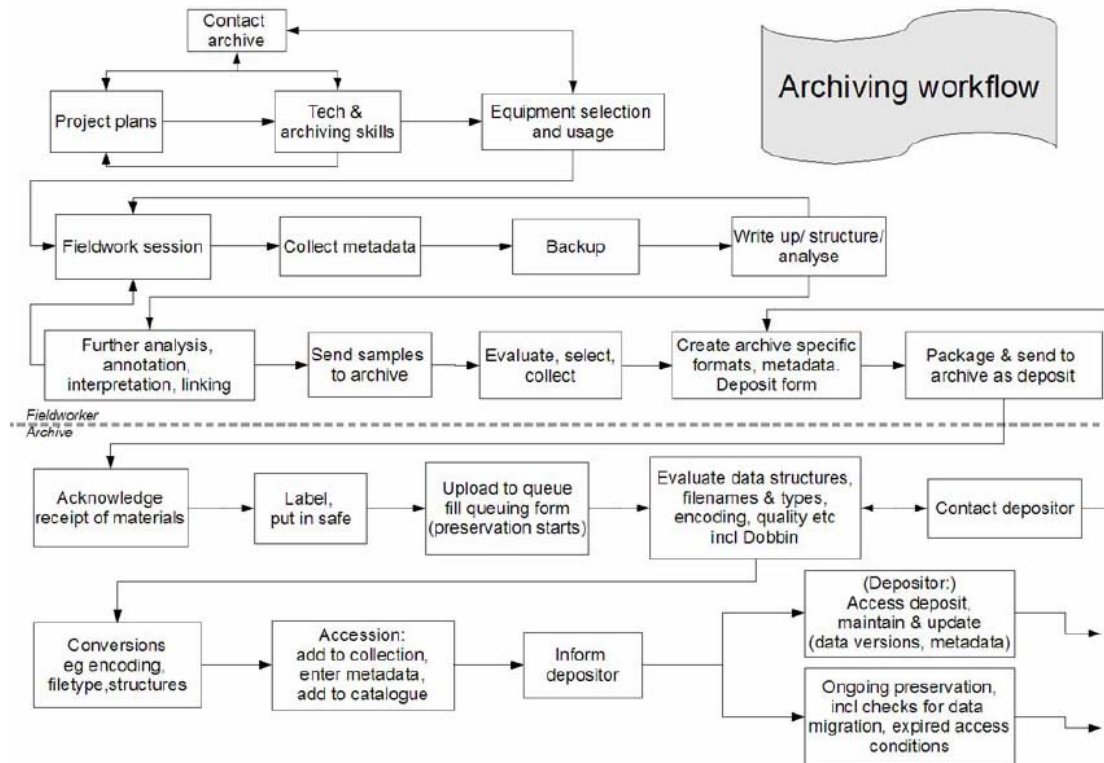 Contact
archive
Archiving workflow
Project plans
Tech &
archiving skills
Equipment selection
and usage
Fieldwork session
Collect metadata
Backup
Write up/ structure/
analyse
Further analysis,
annotation,
interpretation, linking
Send samples
to archive
Evaluate, select,
collect
Create archive specific
formats, metadata.
Deposit form
Package & send to
archive as deposit
Fieldworker
Archive
Acknowledge
receipt of materials
Label,
put in safe
Upload to queue
fill queuing form
(preservation starts)
Evaluate data structures,
filenames & types,
encoding, quality etc
incl Dobbin
Contact depositor
Conversions
eg encoding,
filetype,structures
Accession:
add to collection,
enter metadata,
add to catalogue
Inform
depositor
(Depositor:)
Access deposit,
maintain & update
(data versions, metadata)
Ongoing preservation,
incl checks for data
migration, expired access
conditions